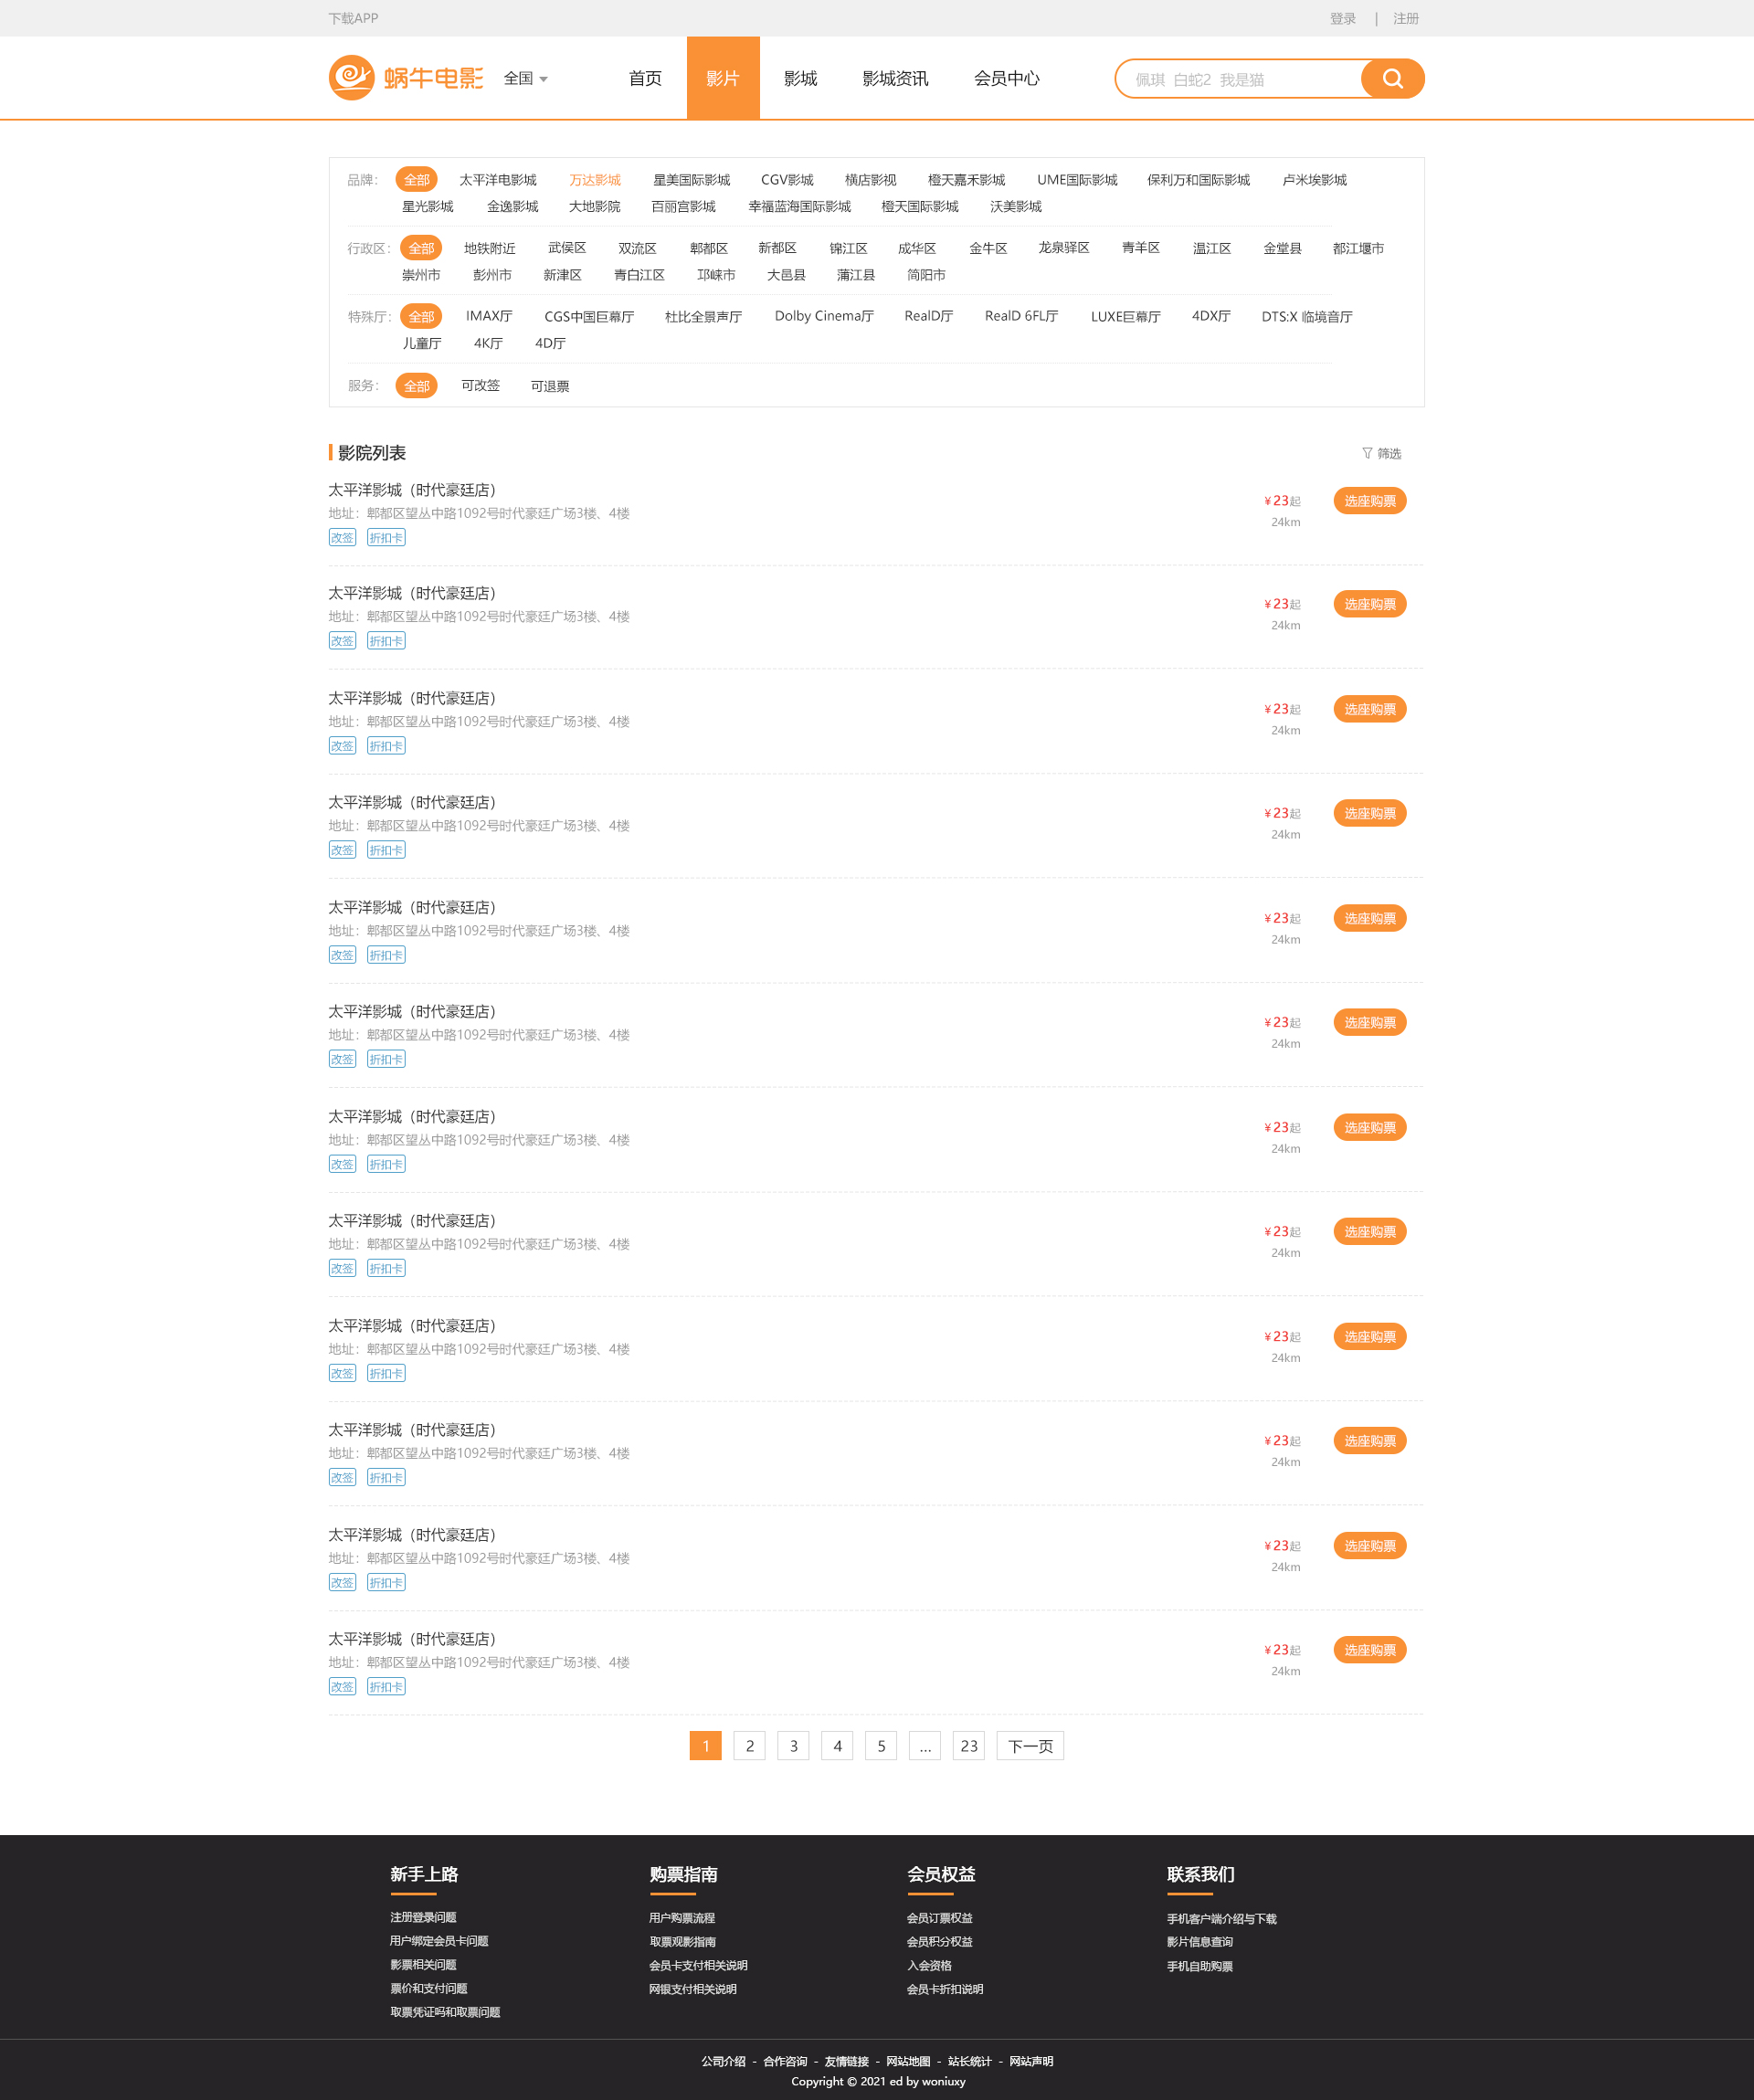 下载APP 登录 | 注册
蜗牛电影 全国 首页 影片 影城 影城资讯 会员中心 佩琪 白蛇2 我是猫
品牌： 全部 太平洋电影城 万达影城 星美国际影城 CGV影城 横店影视 橙天嘉禾影城 UME国际影城 保利万和国际影城 卢米埃影城
星光影城 金逸影城 大地影院 百丽宫影城 幸福蓝海国际影城 橙天国际影城 沃美影城
行政区： 全部 地铁附近 武侯区 双流区 郫都区 新都区 锦江区 成华区 金牛区 龙泉驿区 青羊区 温江区 金堂县 都江堰市
崇州市 彭州市 新津区 青白江区 邛崃市 大邑县 蒲江县 简阳市
特殊厅： 全部 IMAX厅 CGS中国巨幕厅 杜比全景声厅 Dolby Cinema厅 RealD厅 RealD 6FL厅 LUXE巨幕厅 4DX厅 DTS:X 临境音厅
儿童厅 4K厅 4D厅
服务： 全部 可改签 可退票
影院列表 筛选
太平洋影城（时代豪廷店）
地址：郫都区望丛中路1092号时代豪廷广场3楼、4楼
改签 折扣卡
¥23起 选座购票
24km
太平洋影城（时代豪廷店）
地址：郫都区望丛中路1092号时代豪廷广场3楼、4楼
改签 折扣卡
¥23起 选座购票
24km
太平洋影城（时代豪廷店）
地址：郫都区望丛中路1092号时代豪廷广场3楼、4楼
改签 折扣卡
¥23起 选座购票
24km
太平洋影城（时代豪廷店）
地址：郫都区望丛中路1092号时代豪廷广场3楼、4楼
改签 折扣卡
¥23起 选座购票
24km
太平洋影城（时代豪廷店）
地址：郫都区望丛中路1092号时代豪廷广场3楼、4楼
改签 折扣卡
¥23起 选座购票
24km
太平洋影城（时代豪廷店）
地址：郫都区望丛中路1092号时代豪廷广场3楼、4楼
改签 折扣卡
¥23起 选座购票
24km
太平洋影城（时代豪廷店）
地址：郫都区望丛中路1092号时代豪廷广场3楼、4楼
改签 折扣卡
¥23起 选座购票
24km
太平洋影城（时代豪廷店）
地址：郫都区望丛中路1092号时代豪廷广场3楼、4楼
改签 折扣卡
¥23起 选座购票
24km
太平洋影城（时代豪廷店）
地址：郫都区望丛中路1092号时代豪廷广场3楼、4楼
改签 折扣卡
¥23起 选座购票
24km
太平洋影城（时代豪廷店）
地址：郫都区望丛中路1092号时代豪廷广场3楼、4楼
改签 折扣卡
¥23起 选座购票
24km
太平洋影城（时代豪廷店）
地址：郫都区望丛中路1092号时代豪廷广场3楼、4楼
改签 折扣卡
¥23起 选座购票
24km
太平洋影城（时代豪廷店）
地址：郫都区望丛中路1092号时代豪廷广场3楼、4楼
改签 折扣卡
¥23起 选座购票
24km
1 2 3 4 5 ... 23 下一页
新手上路
注册登录问题
用户绑定会员卡问题
影票相关问题
票价和支付问题
取票凭证吗和取票问题
购票指南
用户购票流程
取票观影指南
会员卡支付相关说明
网银支付相关说明
会员权益
会员订票权益
会员积分权益
入会资格
会员卡折扣说明
联系我们
手机客户端介绍与下载
影片信息查询
手机自助购票
公司介绍 - 合作咨询 - 友情链接 - 网站地图 - 站长统计 - 网站声明
Copyright © 2021 ed by woniuxy